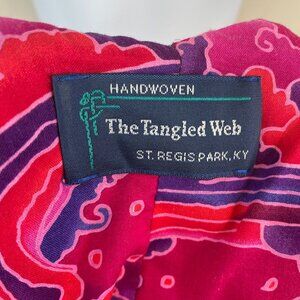 HANDWOVEN
The Tangled Web
ST. REGIS PARK, KY